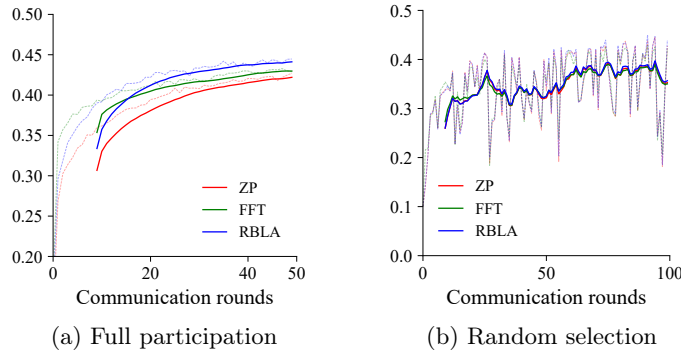 0.50
0.45
0.40
0.35
0.30
0.25
0.20
0
20
40
50
ZP
FFT
RBLA
Communication rounds
(a) Full participation
0.5
0.4
0.3
0.2
0.1
0.0
0
50
100
ZP
FFT
RBLA
Communication rounds
(b) Random selection